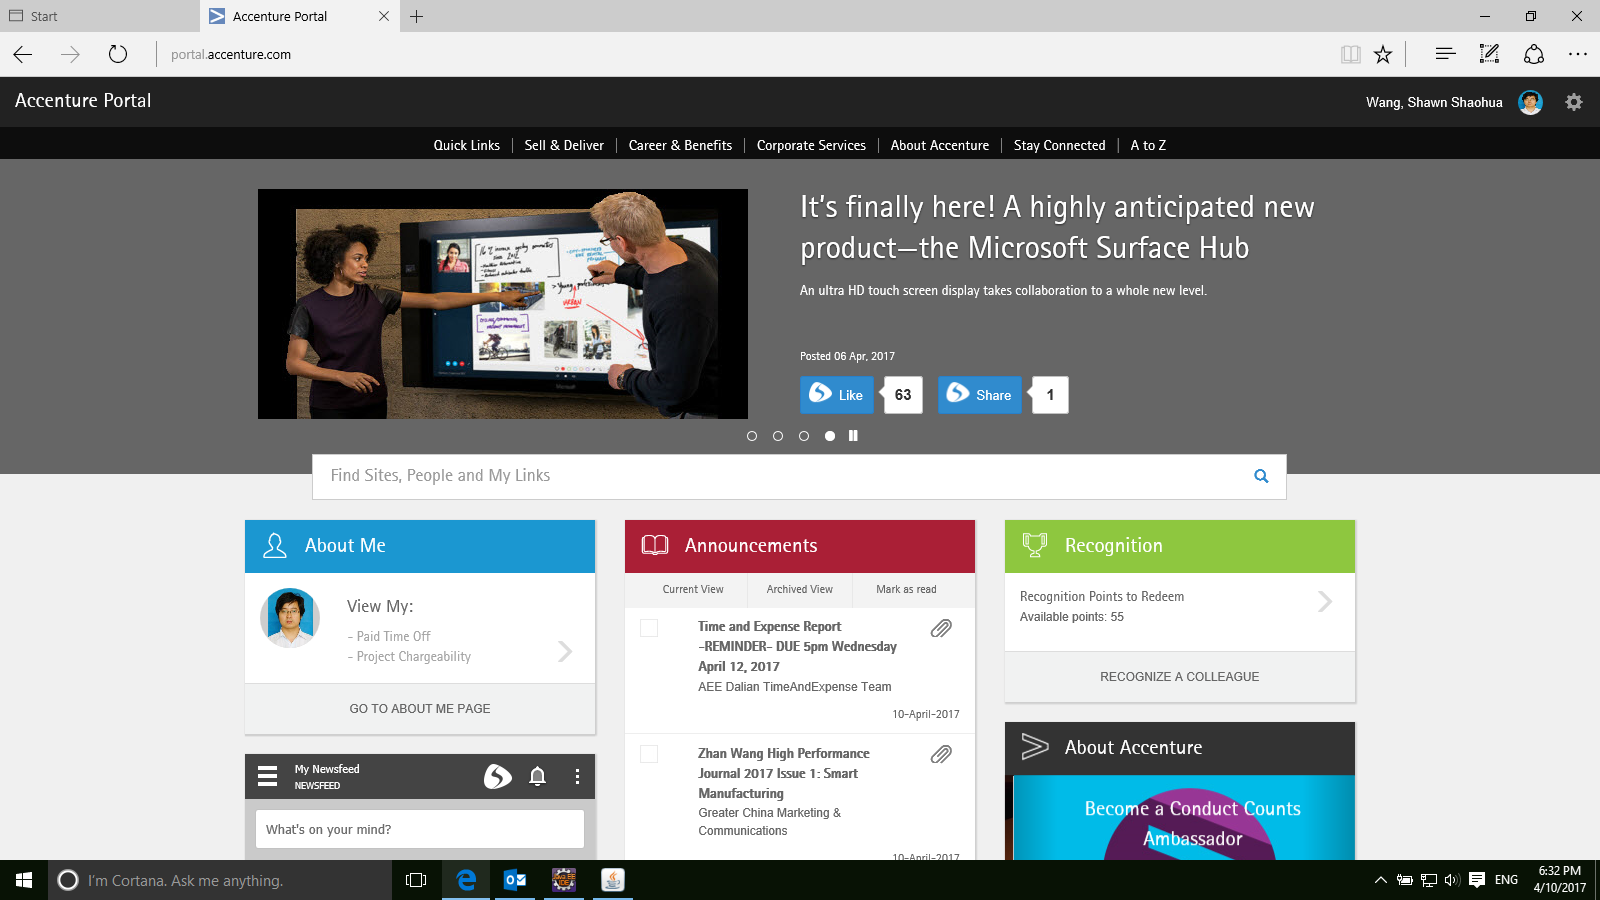 Start
Accenture Portal
portal.accenture.com
Accenture Portal
Wang, Shawn Shaohua
Quick Links
Sell & Deliver
Career & Benefits
Corporate Services
About Accenture
Stay Connected
A to Z
It's finally here! A highly anticipated new
product—the Microsoft Surface Hub
An ultra HD touch screen display takes collaboration to a whole new level.
Posted 06 Apr, 2017
Like
63
Share
1
Find Sites, People and My Links
About Me
View My:
- Paid Time Off
- Project Chargeability
GO TO ABOUT ME PAGE
My Newsfeed
NEWSFEED
What's on your mind?
Announcements
Current View
Archived View
Mark as read
Time and Expense Report
-REMINDER- DUE 5pm Wednesday
April 12, 2017
AEE Dalian TimeAndExpense Team
10-April-2017
Zhan Wang High Performance
Journal 2017 Issue 1: Smart
Manufacturing
Greater China Marketing &
Communications
10-April-2017
Recognition
Recognition Points to Redeem
Available points: 55
RECOGNIZE A COLLEAGUE
About Accenture
Become a Conduct Counts
Ambassador
I'm Cortana. Ask me anything.
ENG
6:32 PM
4/10/2017